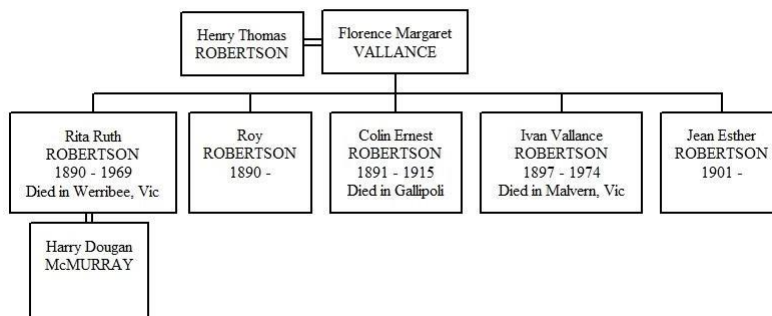 Henry Thomas
ROBERTSON
Florence Margaret
VALLANCE
Rita Ruth
ROBERTSON
1890 - 1969
Died in Werribee, Vic
Roy
ROBERTSON
1890 -
Colin Ernest
ROBERTSON
1891 - 1915
Died in Gallipoli
Ivan Vallance
ROBERTSON
1897 - 1974
Died in Malvern, Vic
Jean Esther
ROBERTSON
1901 -
Harry Dougan
McMURRAY